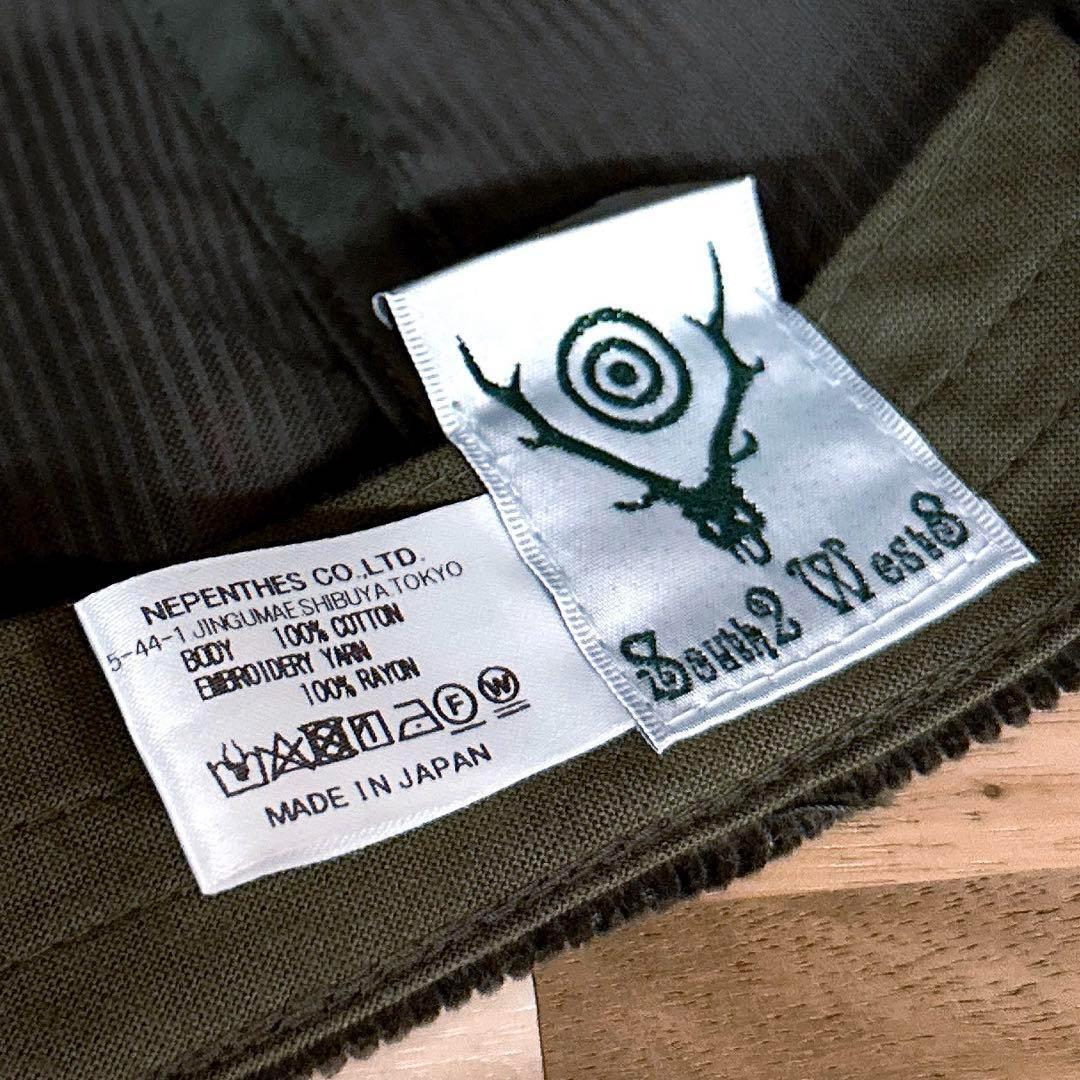 South2 West8
NEPENTHES CO.,LTD.
5-44-1 JINGUMAE.SHIBUYA.TOKYO
BODY 100% COTTON
EMBROIDERY YARN
100% RAYON
F W
MADE IN JAPAN